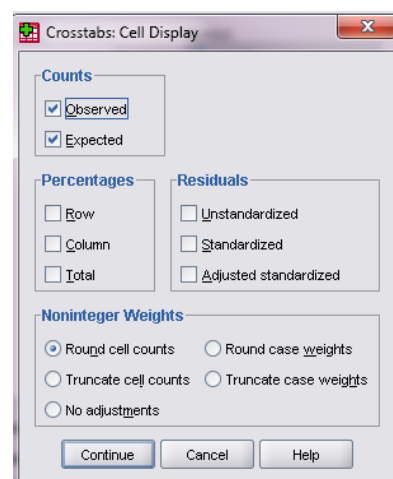 Crosstabs: Cell Display
Counts
Observed
Expected
Percentages
Row
Column
Total
Residuals
Unstandardized
Standardized
Adjusted standardized
Noninteger Weights
Round cell counts
Round case weights
Truncate cell counts
Truncate case weights
No adjustments
Continue
Cancel
Help